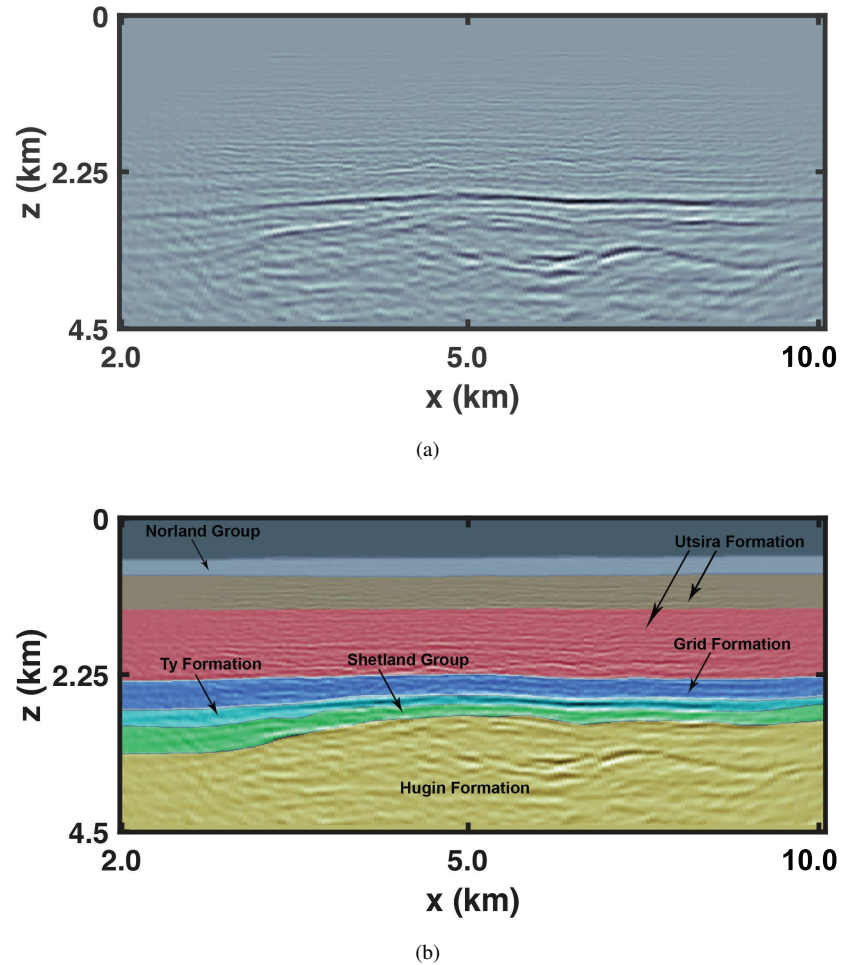 0
2.25
4.5
z (km)
2.0 5.0 10.0
x (km)
(a)
0
2.25
4.5
z (km)
Norland Group
Utsira Formation
Grid Formation
Shetland Group
Ty Formation
Hugin Formation
2.0 5.0 10.0
x (km)
(b)